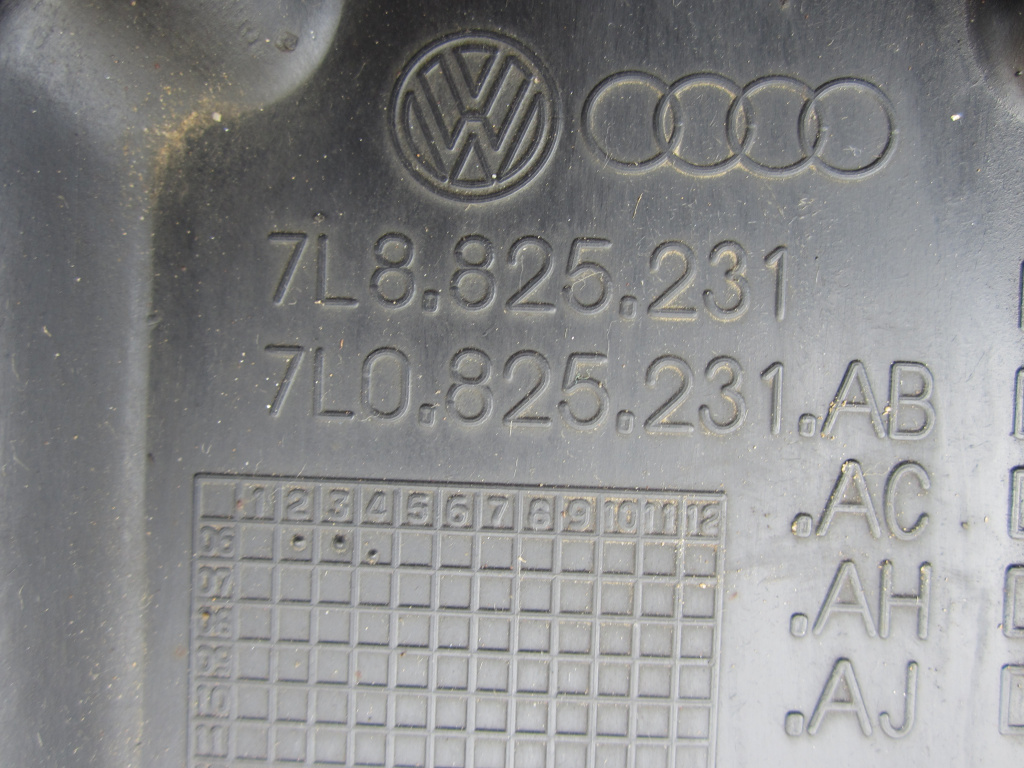 7L8.825.231
7L0.825.231.AB
.AC
.AH
.AJ
1 2 3 4 5 6 7 8 9 10 11 12